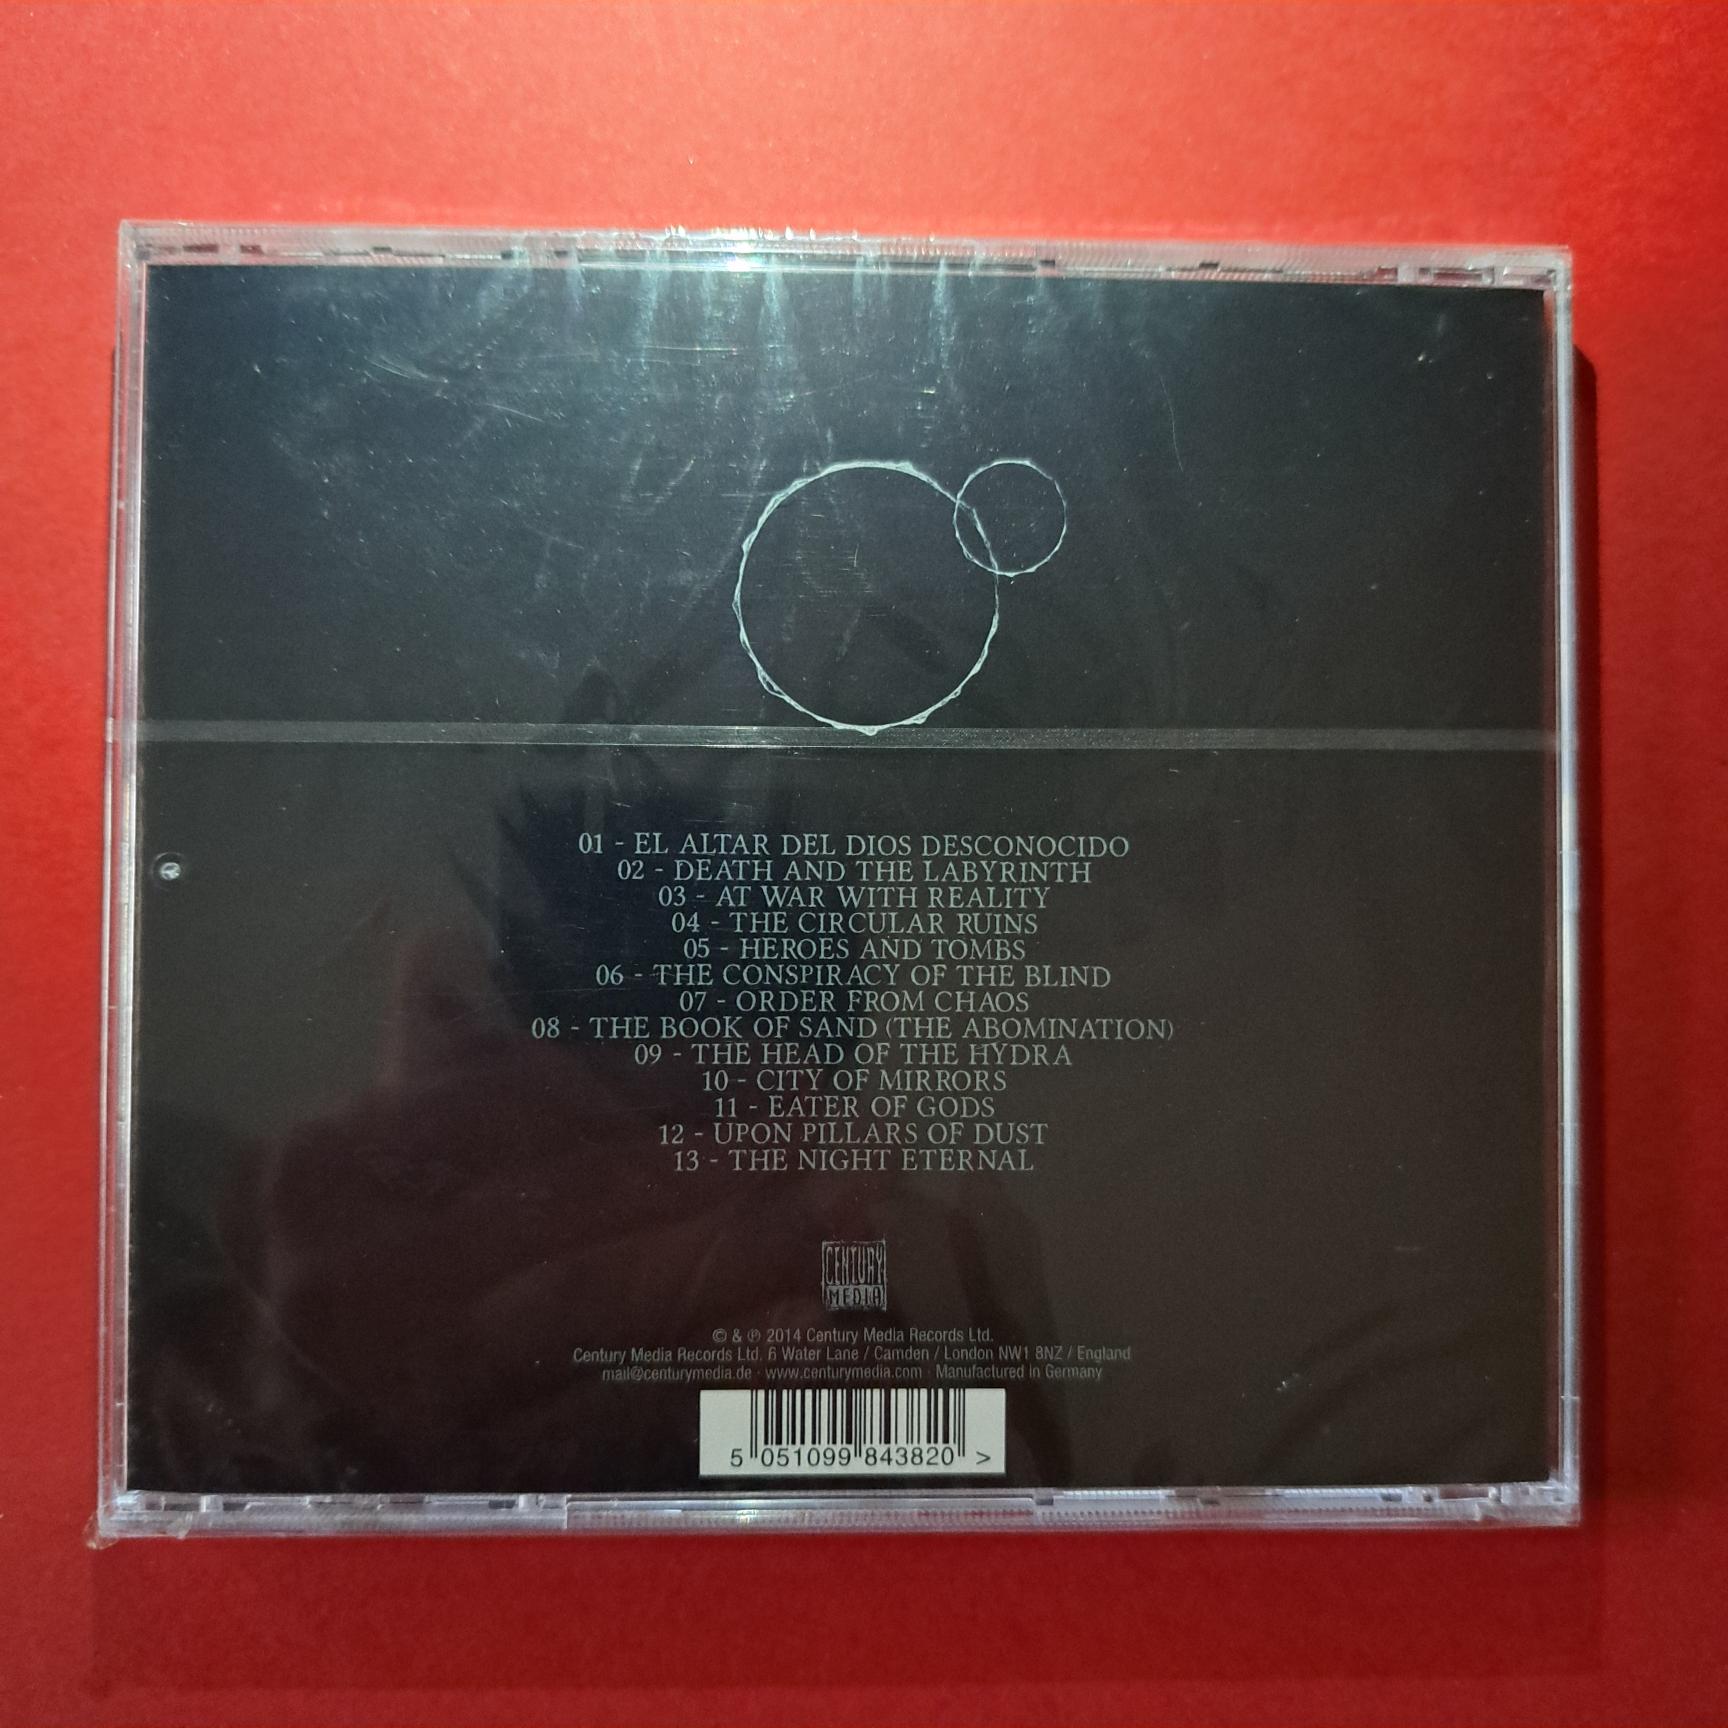 01 - EL ALTAR DEL DIOS DESCONOCIDO
02 - DEATH AND THE LABYRINTH
03 - AT WAR WITH REALITY
04 - THE CIRCULAR RUINS
05 - HEROES AND TOMBS
06 - THE CONSPIRACY OF THE BLIND
07 - ORDER FROM CHAOS
08 - THE BOOK OF SAND (THE ABOMINATION)
09 - THE HEAD OF THE HYDRA
10 - CITY OF MIRRORS
11 - EATER OF GODS
12 - UPON PILLARS OF DUST
13 - THE NIGHT ETERNAL
CENTURY
MEDIA
© & ℗ 2014 Century Media Records Ltd.
Century Media Records Ltd. 6 Water Lane / Camden / London NW1 8NZ / England
mail@centurymedia.de · www.centurymedia.com · Manufactured in Germany
5 051099 843820 >